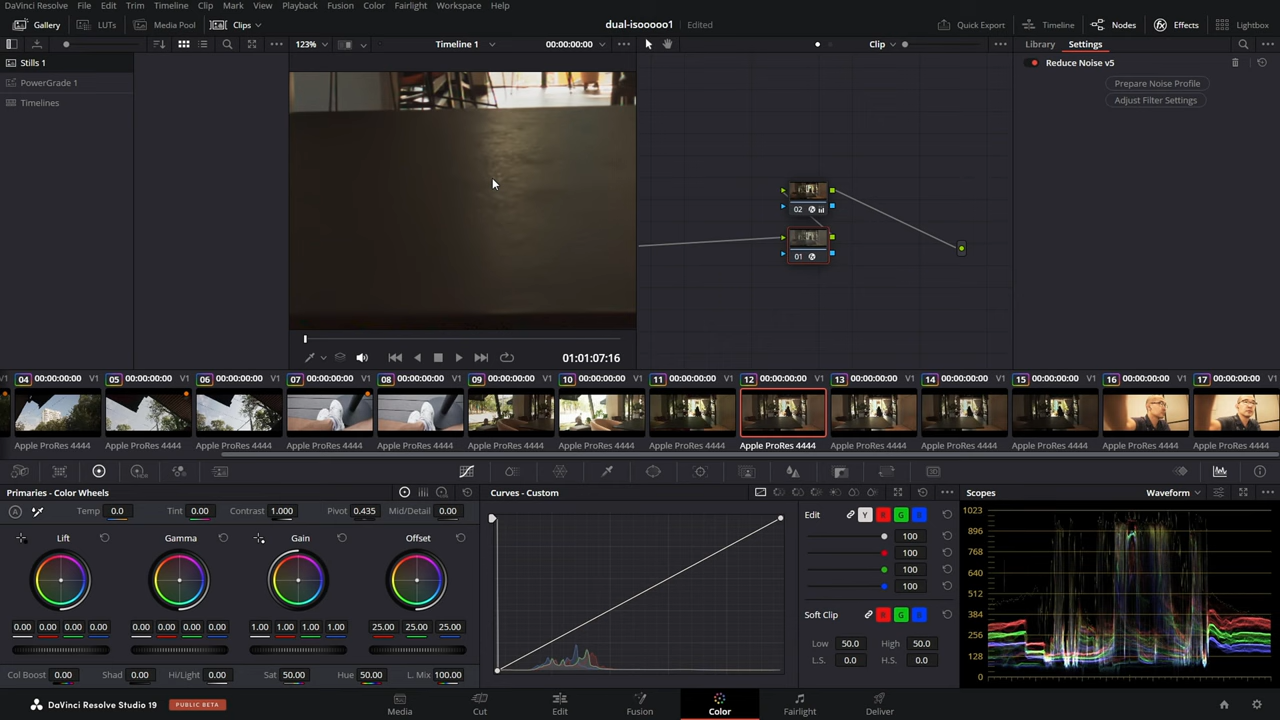 DaVinci Resolve File Edit Trim Timeline Clip Mark View Playback Fusion Color Fairlight Workspace Help
Gallery LUTs Media Pool Clips dual-isooooo1 Edited Quick Export Timeline Nodes Effects Lightbox
123% Timeline 1 00:00:00:00 Clip Library Settings
Stills 1
PowerGrade 1
Timelines
Reduce Noise v5
Prepare Noise Profile
Adjust Filter Settings
02
01
01:01:07:16
V1 04 00:00:00:00 V1 05 00:00:00:00 V1 06 00:00:00:00 V1 07 00:00:00:00 V1 08 00:00:00:00 V1 09 00:00:00:00 V1 10 00:00:00:00 V1 11 00:00:00:00 V1 12 00:00:00:00 V1 13 00:00:00:00 V1 14 00:00:00:00 V1 15 00:00:00:00 V1 16 00:00:00:00 V1 17 00:00:00:00 V1
Apple ProRes 4444 Apple ProRes 4444 Apple ProRes 4444 Apple ProRes 4444 Apple ProRes 4444 Apple ProRes 4444 Apple ProRes 4444 Apple ProRes 4444 Apple ProRes 4444 Apple ProRes 4444 Apple ProRes 4444 Apple ProRes 4444 Apple ProRes 4444 Apple ProRes 4444
Primaries - Color Wheels Curves - Custom Scopes Waveform
Temp 0.0 Tint 0.00 Contrast 1.000 Pivot 0.435 Mid/Detail 0.00
A
Lift Gamma Gain Offset
0.00 0.00 0.00 0.00 0.00 0.00 0.00 0.00 1.00 1.00 1.00 1.00 25.00 25.00 25.00
Col Boost 0.00 Shad 0.00 Hi/Light 0.00 Sat 50.00 Hue 50.00 L. Mix 100.00
Edit Y R G B
100
100
100
100
Soft Clip R G B
Low 50.0 High 50.0
L.S. 0.0 H.S. 0.0
1023
896
768
640
512
384
256
128
0
DaVinci Resolve Studio 19 PUBLIC BETA Media Cut Edit Fusion Color Fairlight Deliver